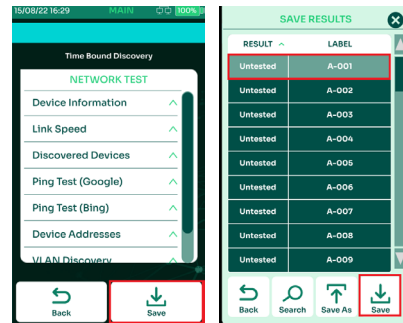 15/08/22 16:29 MAIN 100%
Time Bound Discovery
NETWORK TEST
Device Information
Link Speed
Discovered Devices
Ping Test (Google)
Ping Test (Bing)
Device Addresses
VLAN Discovery
Back Save
SAVE RESULTS
RESULT LABEL
Untested A-001
Untested A-002
Untested A-003
Untested A-004
Untested A-005
Untested A-006
Untested A-007
Untested A-008
Untested A-009
Back Search Save As Save